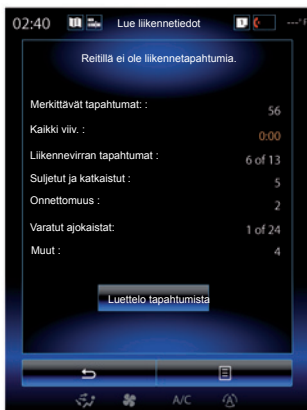 02:40 Lue liikennetiedot ---°F
Reitillä ei ole liikennetapahtumia.
Merkittävät tapahtumat: : 56
Kaikki viiv. : 0:00
Liikennevirran tapahtumat : 6 of 13
Suljetut ja katkaistut : 5
Onnettomuus : 2
Varatut ajokaistat: 1 of 24
Muut : 4
Luettelo tapahtumista
A/C